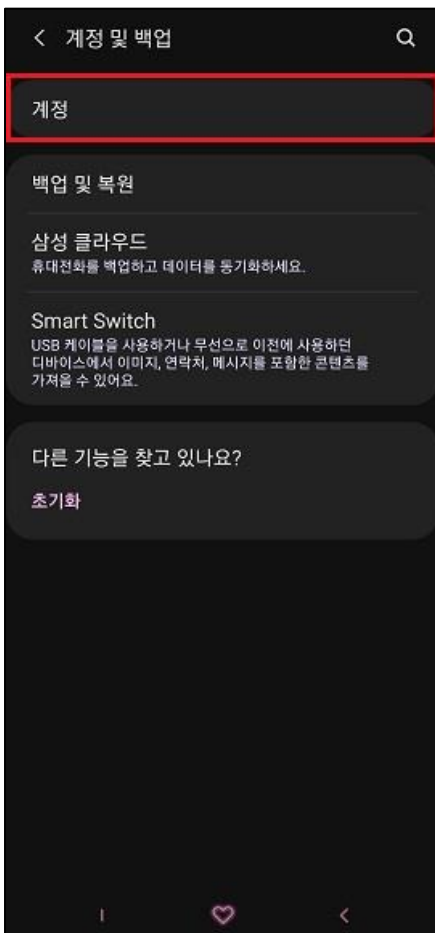 계정 및 백업
계정
백업 및 복원
삼성 클라우드
휴대전화를 백업하고 데이터를 동기화하세요.
Smart Switch
USB 케이블을 사용하거나 무선으로 이전에 사용하던
디바이스에서 이미지, 연락처, 메시지를 포함한 콘텐츠를
가져올 수 있어요.
다른 기능을 찾고 있나요?
초기화